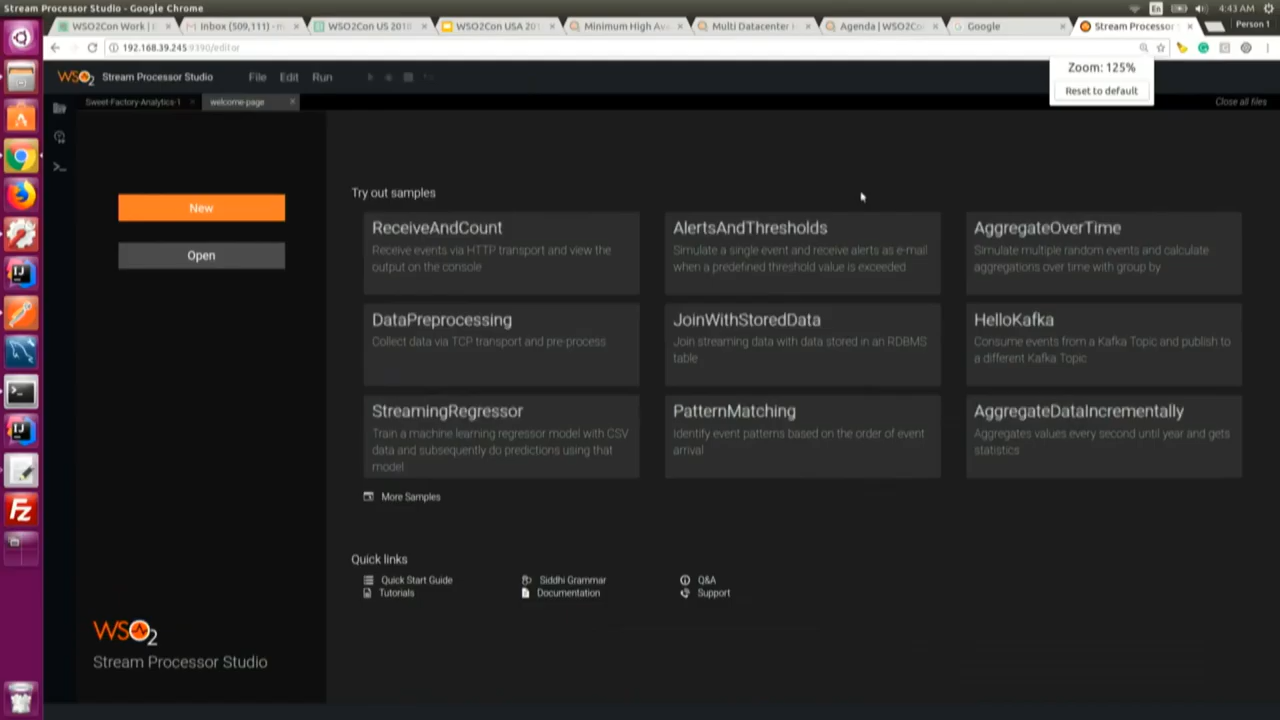 Stream Processor Studio - Google Chrome
En
4:43 AM
WSO2Con Work |
Inbox (509,111) - m
WSO2Con US 2018
WSO2Con USA 201
Minimum High Ava
Multi Datacenter
Agenda | WSO2Co
Google
Stream Processor
Person 1
192.168.39.245:9390/editor
Zoom: 125%
Reset to default
WSO2 Stream Processor Studio
File Edit Run
Sweet-Factory-Analytics-1
welcome-page
Close all files
New
Open
Try out samples
ReceiveAndCount
Receive events via HTTP transport and view the
output on the console
AlertsAndThresholds
Simulate a single event and receive alerts as e-mail
when a predefined threshold value is exceeded
AggregateOverTime
Simulate multiple random events and calculate
aggregations over time with group by
DataPreprocessing
Collect data via TCP transport and pre-process
JoinWithStoredData
Join streaming data with data stored in an RDBMS
table
HelloKafka
Consume events from a Kafka Topic and publish to
a different Kafka Topic
StreamingRegressor
Train a machine learning regressor model with CSV
data and subsequently do predictions using that
model
PatternMatching
Identify event patterns based on the order of event
arrival
AggregateDataIncrementally
Aggregates values every second until year and gets
statistics
More Samples
Quick links
Quick Start Guide
Siddhi Grammar
Q&A
Tutorials
Documentation
Support
WSO2
Stream Processor Studio